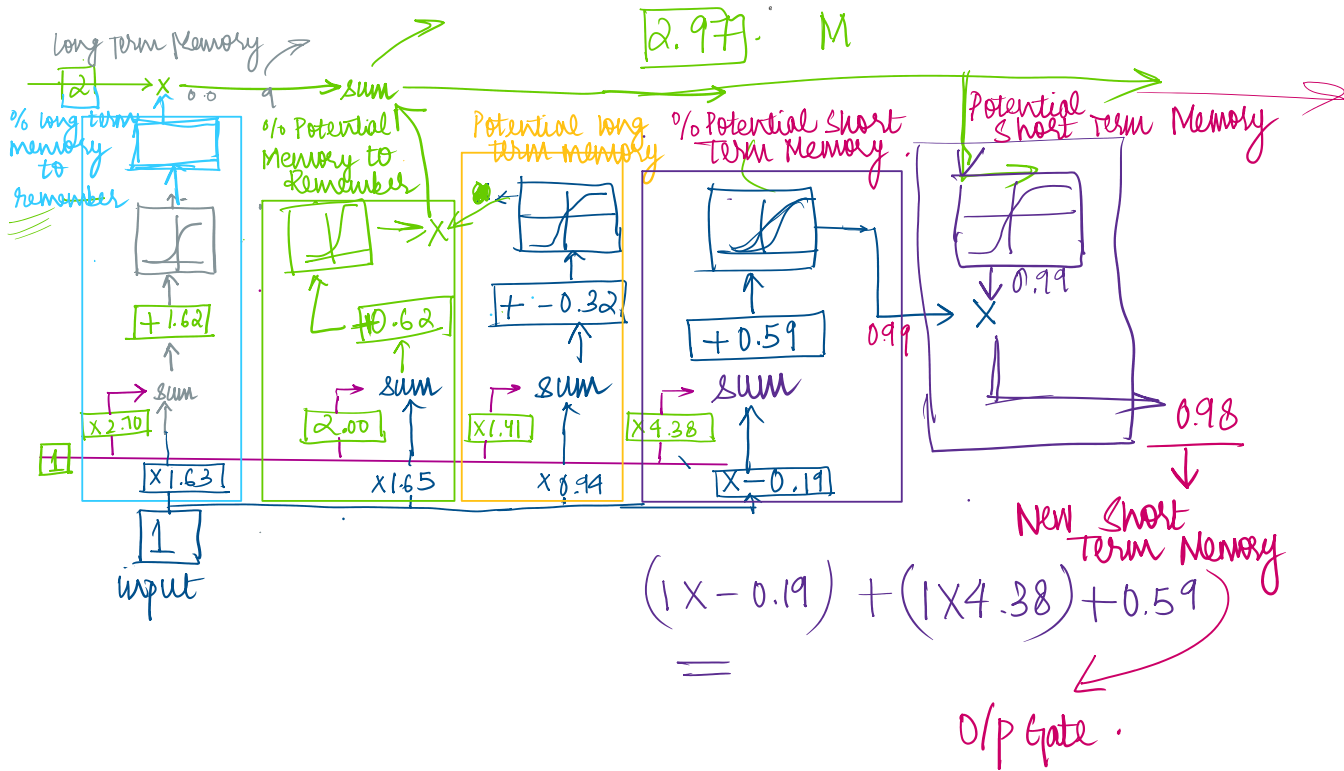 2.97. M
Long Term Memory
2 X 0.0 9 sum
% long term
memory
to
remember
% Potential
Memory to
Remember
Potential long
term memory
% Potential Short
Term Memory.
Potential
Short Term Memory
X
0.99
+1.62
+0.62
+ -0.32
+0.59
0.99
X
sum
sum
sum
sum
X2.70
2.00
X1.41
X4.38
0.98
1
X1.63
X1.65
X0.94
X-0.19
1
input
New Short
Term Memory
(1X-0.19) + (1X4.38) +0.59
=
O/P Gate.